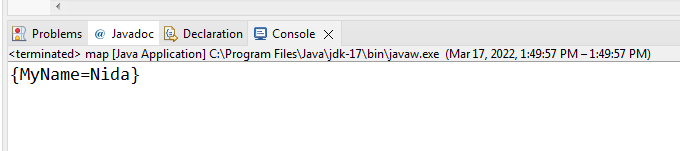 Problems @ Javadoc Declaration Console
<terminated> map [Java Application] C:\Program Files\Java\jdk-17\bin\javaw.exe (Mar 17, 2022, 1:49:57 PM – 1:49:57 PM)
{MyName=Nida}